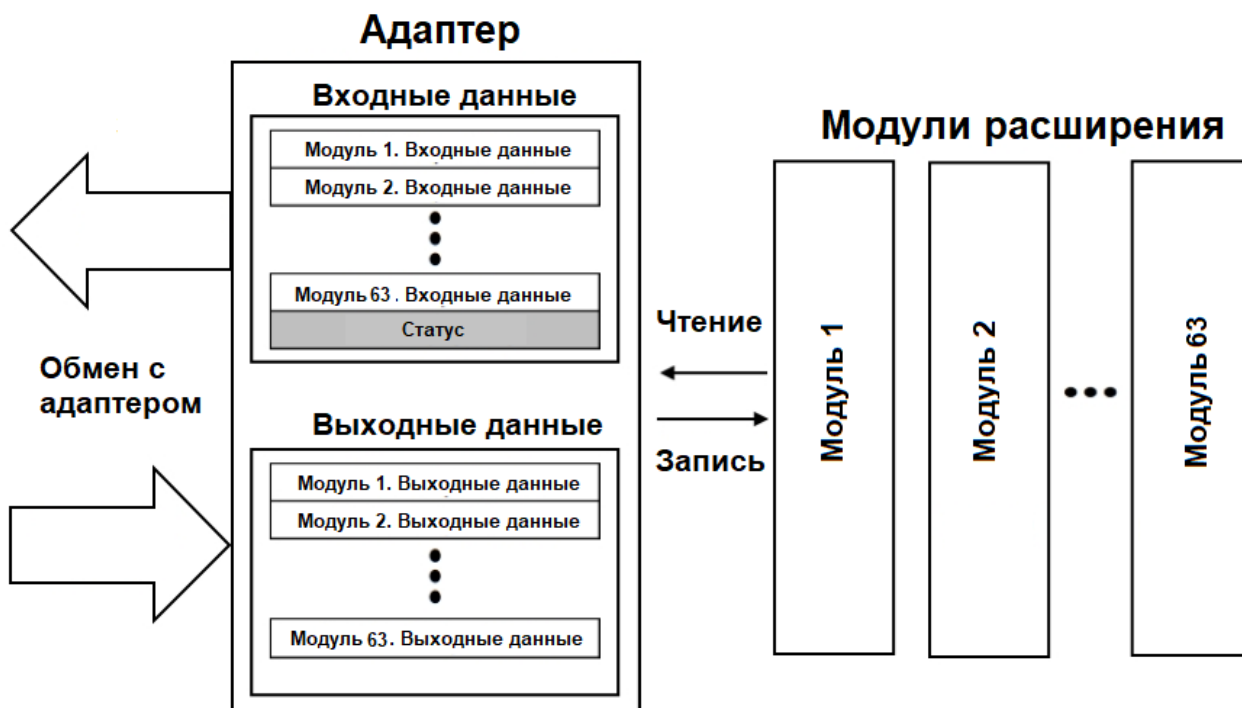 Адаптер
Входные данные
Модуль 1. Входные данные
Модуль 2. Входные данные
Модуль 63 . Входные данные
Статус
Обмен с
адаптером
Выходные данные
Модуль 1. Выходные данные
Модуль 2. Выходные данные
Модуль 63. Выходные данные
Чтение
Запись
Модули расширения
Модуль 1
Модуль 2
Модуль 63